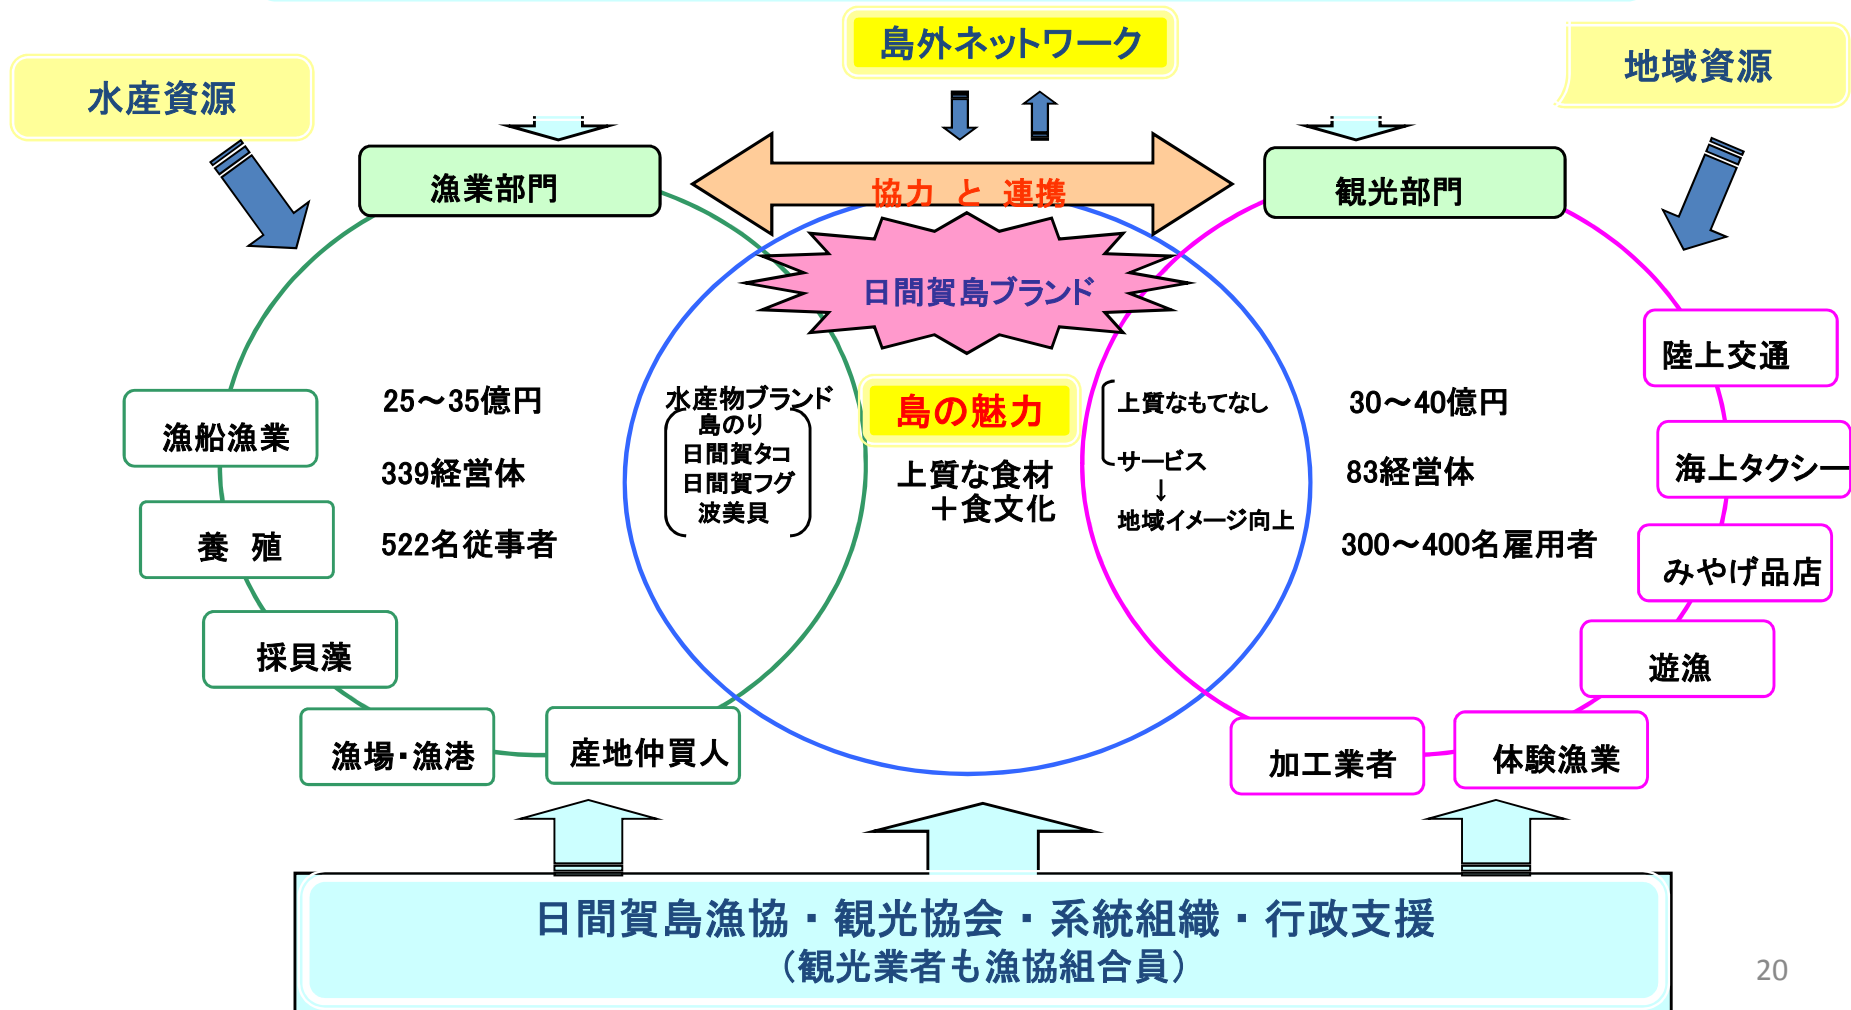 島外ネットワーク
水産資源
地域資源
漁業部門
協力 と 連携
観光部門
日間賀島ブランド
漁船漁業
養 殖
採貝藻
漁場・漁港
産地仲買人
25～35億円
339経営体
522名従事者
水産物ブランド
島のり
日間賀タコ
日間賀フグ
波美貝
島の魅力
上質な食材
＋食文化
上質なもてなし
サービス
↓
地域イメージ向上
30～40億円
83経営体
300～400名雇用者
陸上交通
海上タクシー
みやげ品店
遊漁
体験漁業
加工業者
日間賀島漁協・観光協会・系統組織・行政支援
（観光業者も漁協組合員）
20